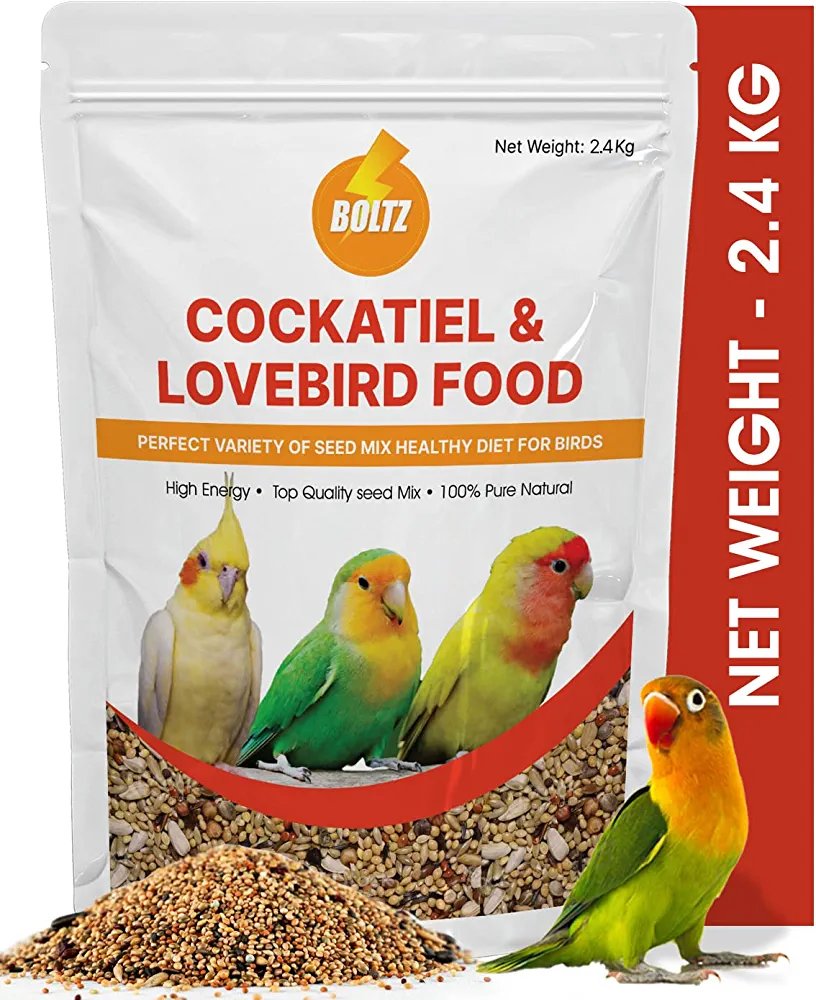 Net Weight: 2.4Kg
BOLTZ
COCKATIEL &
LOVEBIRD FOOD
PERFECT VARIETY OF SEED MIX HEALTHY DIET FOR BIRDS
High Energy • Top Quality seed Mix • 100% Pure Natural
NET WEIGHT - 2.4 KG